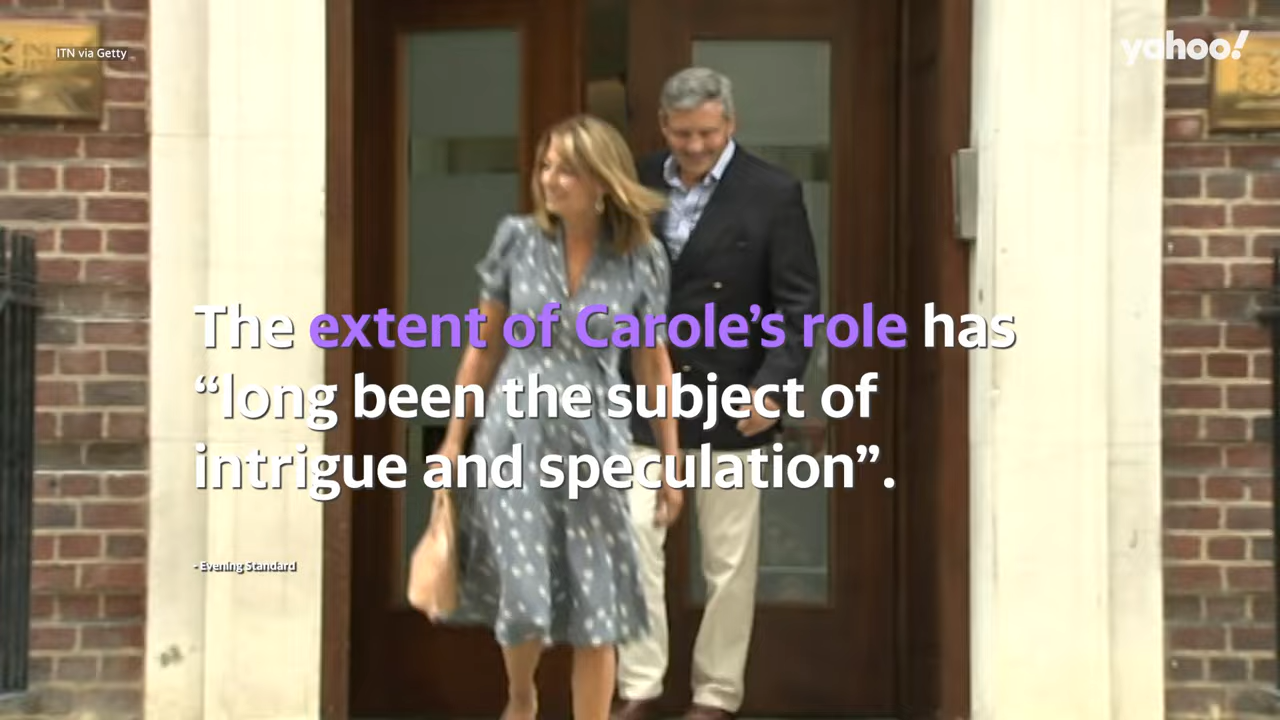 ITN via Getty
yahoo!
The extent of Carole’s role has
“long been the subject of
intrigue and speculation”.
- Evening Standard